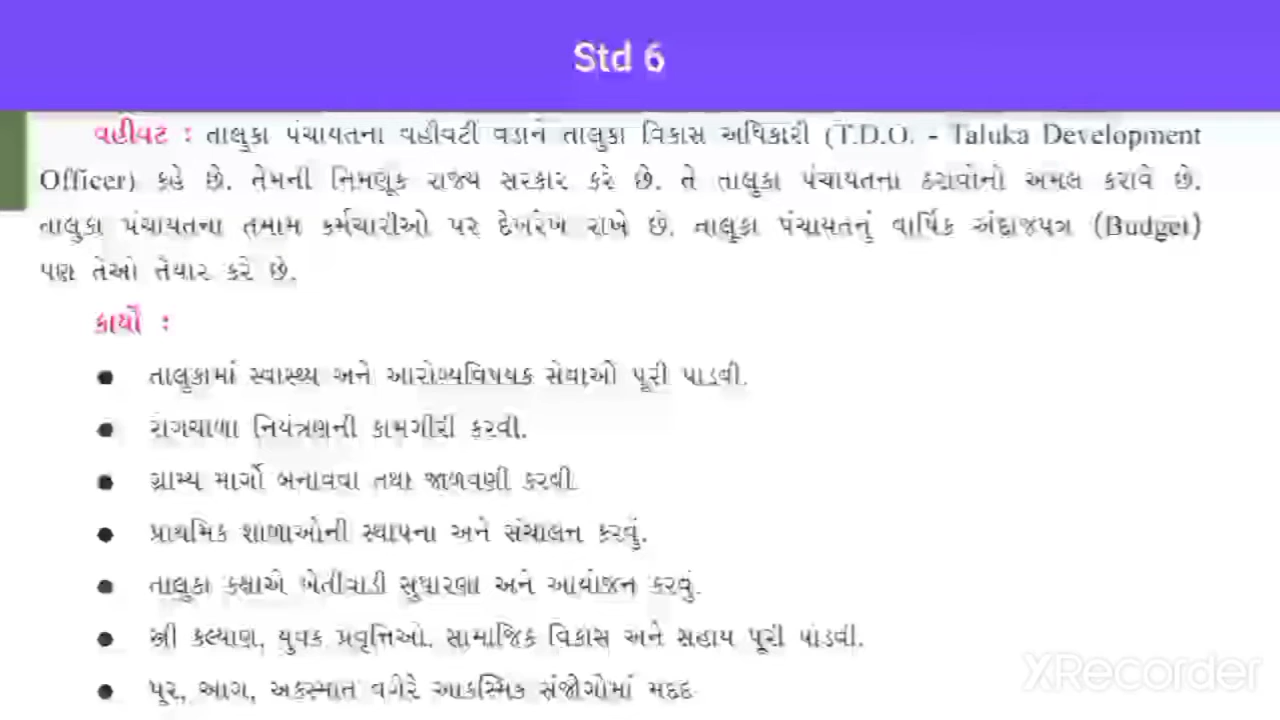 Std 6
વહીવટ : તાલુકા પંચાયતના વહીવટી વડાને તાલુકા વિકાસ અધિકારી (T.D.O. - Taluka Development
Officer) કહે છે. તેમની નિમણૂક રાજ્ય સરકાર કરે છે. તે તાલુકા પંચાયતના ઠરાવોનો અમલ કરાવે છે.
તાલુકા પંચાયતના તમામ કર્મચારીઓ પર દેખરેખ રાખે છે. તાલુકા પંચાયતનું વાર્ષિક અંદાજપત્ર (Budget)
પણ તેઓ તૈયાર કરે છે.
કાર્યો :
● તાલુકામાં સ્વાસ્થ્ય અને આરોગ્યવિષયક સેવાઓ પૂરી પાડવી.
● રોગચાળા નિયંત્રણની કામગીરી કરવી.
● ગ્રામ્ય માર્ગો બનાવવા તથા જાળવણી કરવી.
● પ્રાથમિક શાળાઓની સ્થાપના અને સંચાલન કરવું.
● તાલુકા કક્ષાએ ખેતીવાડી સુધારણા અને આયોજન કરવું.
● સ્ત્રી કલ્યાણ, યુવક પ્રવૃત્તિઓ, સામાજિક વિકાસ અને સહાય પૂરી પાડવી.
● પૂર, આગ, અકસ્માત વગેરે આકસ્મિક સંજોગોમાં મદદ
XRecorder